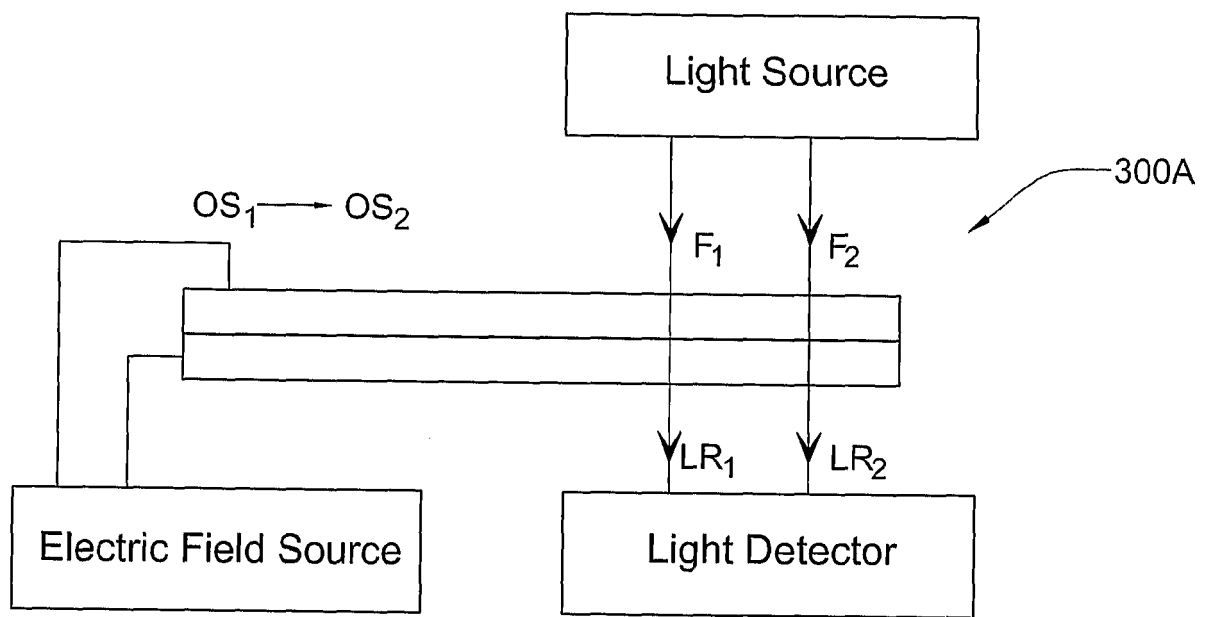 Light Source
300A
OS₁ → OS₂
F₁ F₂
LR₁ LR₂
Electric Field Source
Light Detector